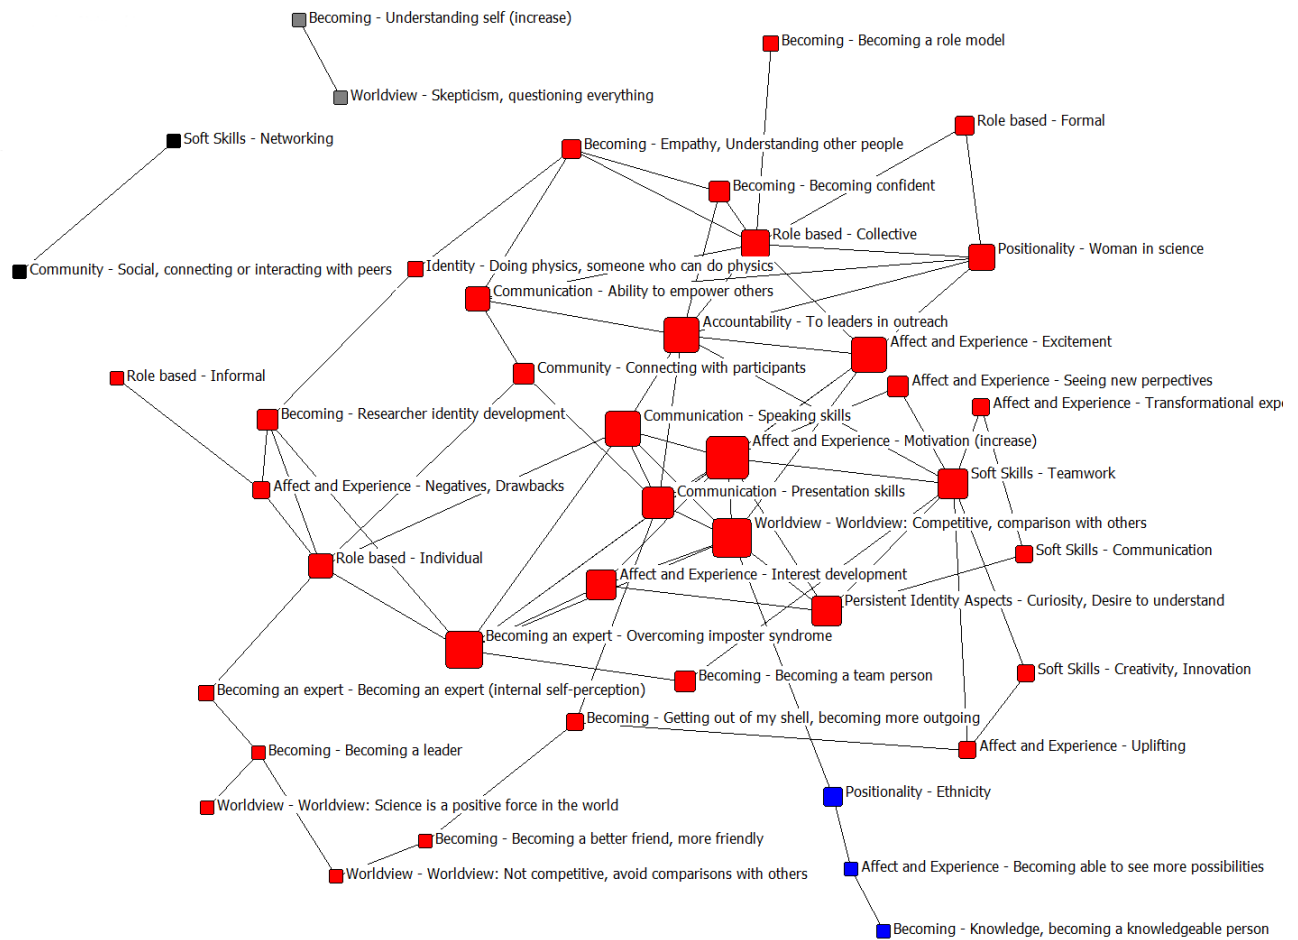 Becoming - Understanding self (increase)
Becoming - Becoming a role model
Worldview - Skepticism, questioning everything
Role based - Formal
Soft Skills - Networking
Becoming - Empathy, Understanding other people
Becoming - Becoming confident
Role based - Collective
Positionality - Woman in science
Community - Social, connecting or interacting with peers
Identity - Doing physics, someone who can do physics
Communication - Ability to empower others
Accountability - To leaders in outreach
Affect and Experience - Excitement
Community - Connecting with participants
Role based - Informal
Affect and Experience - Seeing new perpectives
Affect and Experience - Transformational expe
Becoming - Researcher identity development
Communication - Speaking skills
Affect and Experience - Motivation (increase)
Soft Skills - Teamwork
Affect and Experience - Negatives, Drawbacks
Communication - Presentation skills
Worldview - Worldview: Competitive, comparison with others
Soft Skills - Communication
Role based - Individual
Affect and Experience - Interest development
Persistent Identity Aspects - Curiosity, Desire to understand
Becoming an expert - Overcoming imposter syndrome
Soft Skills - Creativity, Innovation
Becoming - Becoming a team person
Becoming an expert - Becoming an expert (internal self-perception)
Becoming - Getting out of my shell, becoming more outgoing
Affect and Experience - Uplifting
Becoming - Becoming a leader
Positionality - Ethnicity
Worldview - Worldview: Science is a positive force in the world
Becoming - Becoming a better friend, more friendly
Affect and Experience - Becoming able to see more possibilities
Worldview - Worldview: Not competitive, avoid comparisons with others
Becoming - Knowledge, becoming a knowledgeable person